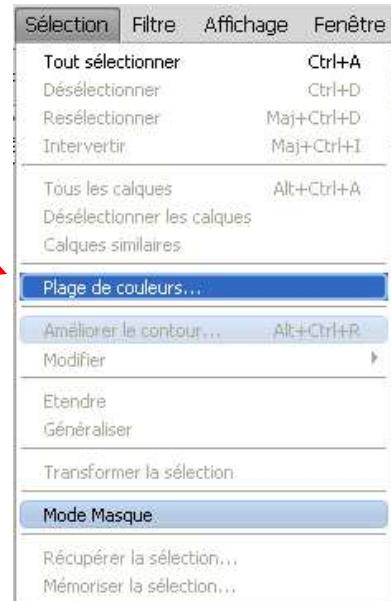 Sélection Filtre Affichage Fenêtre
Tout sélectionner Ctrl+A
Désélectionner Ctrl+D
Resélectionner Maj+Ctrl+D
Intervertir Maj+Ctrl+I
Tous les calques Alt+Ctrl+A
Désélectionner les calques
Calques similaires
Plage de couleurs...
Améliorer le contour... Alt+Ctrl+R
Modifier
Etendre
Généraliser
Transformer la sélection
Mode Masque
Récupérer la sélection...
Mémoriser la sélection...